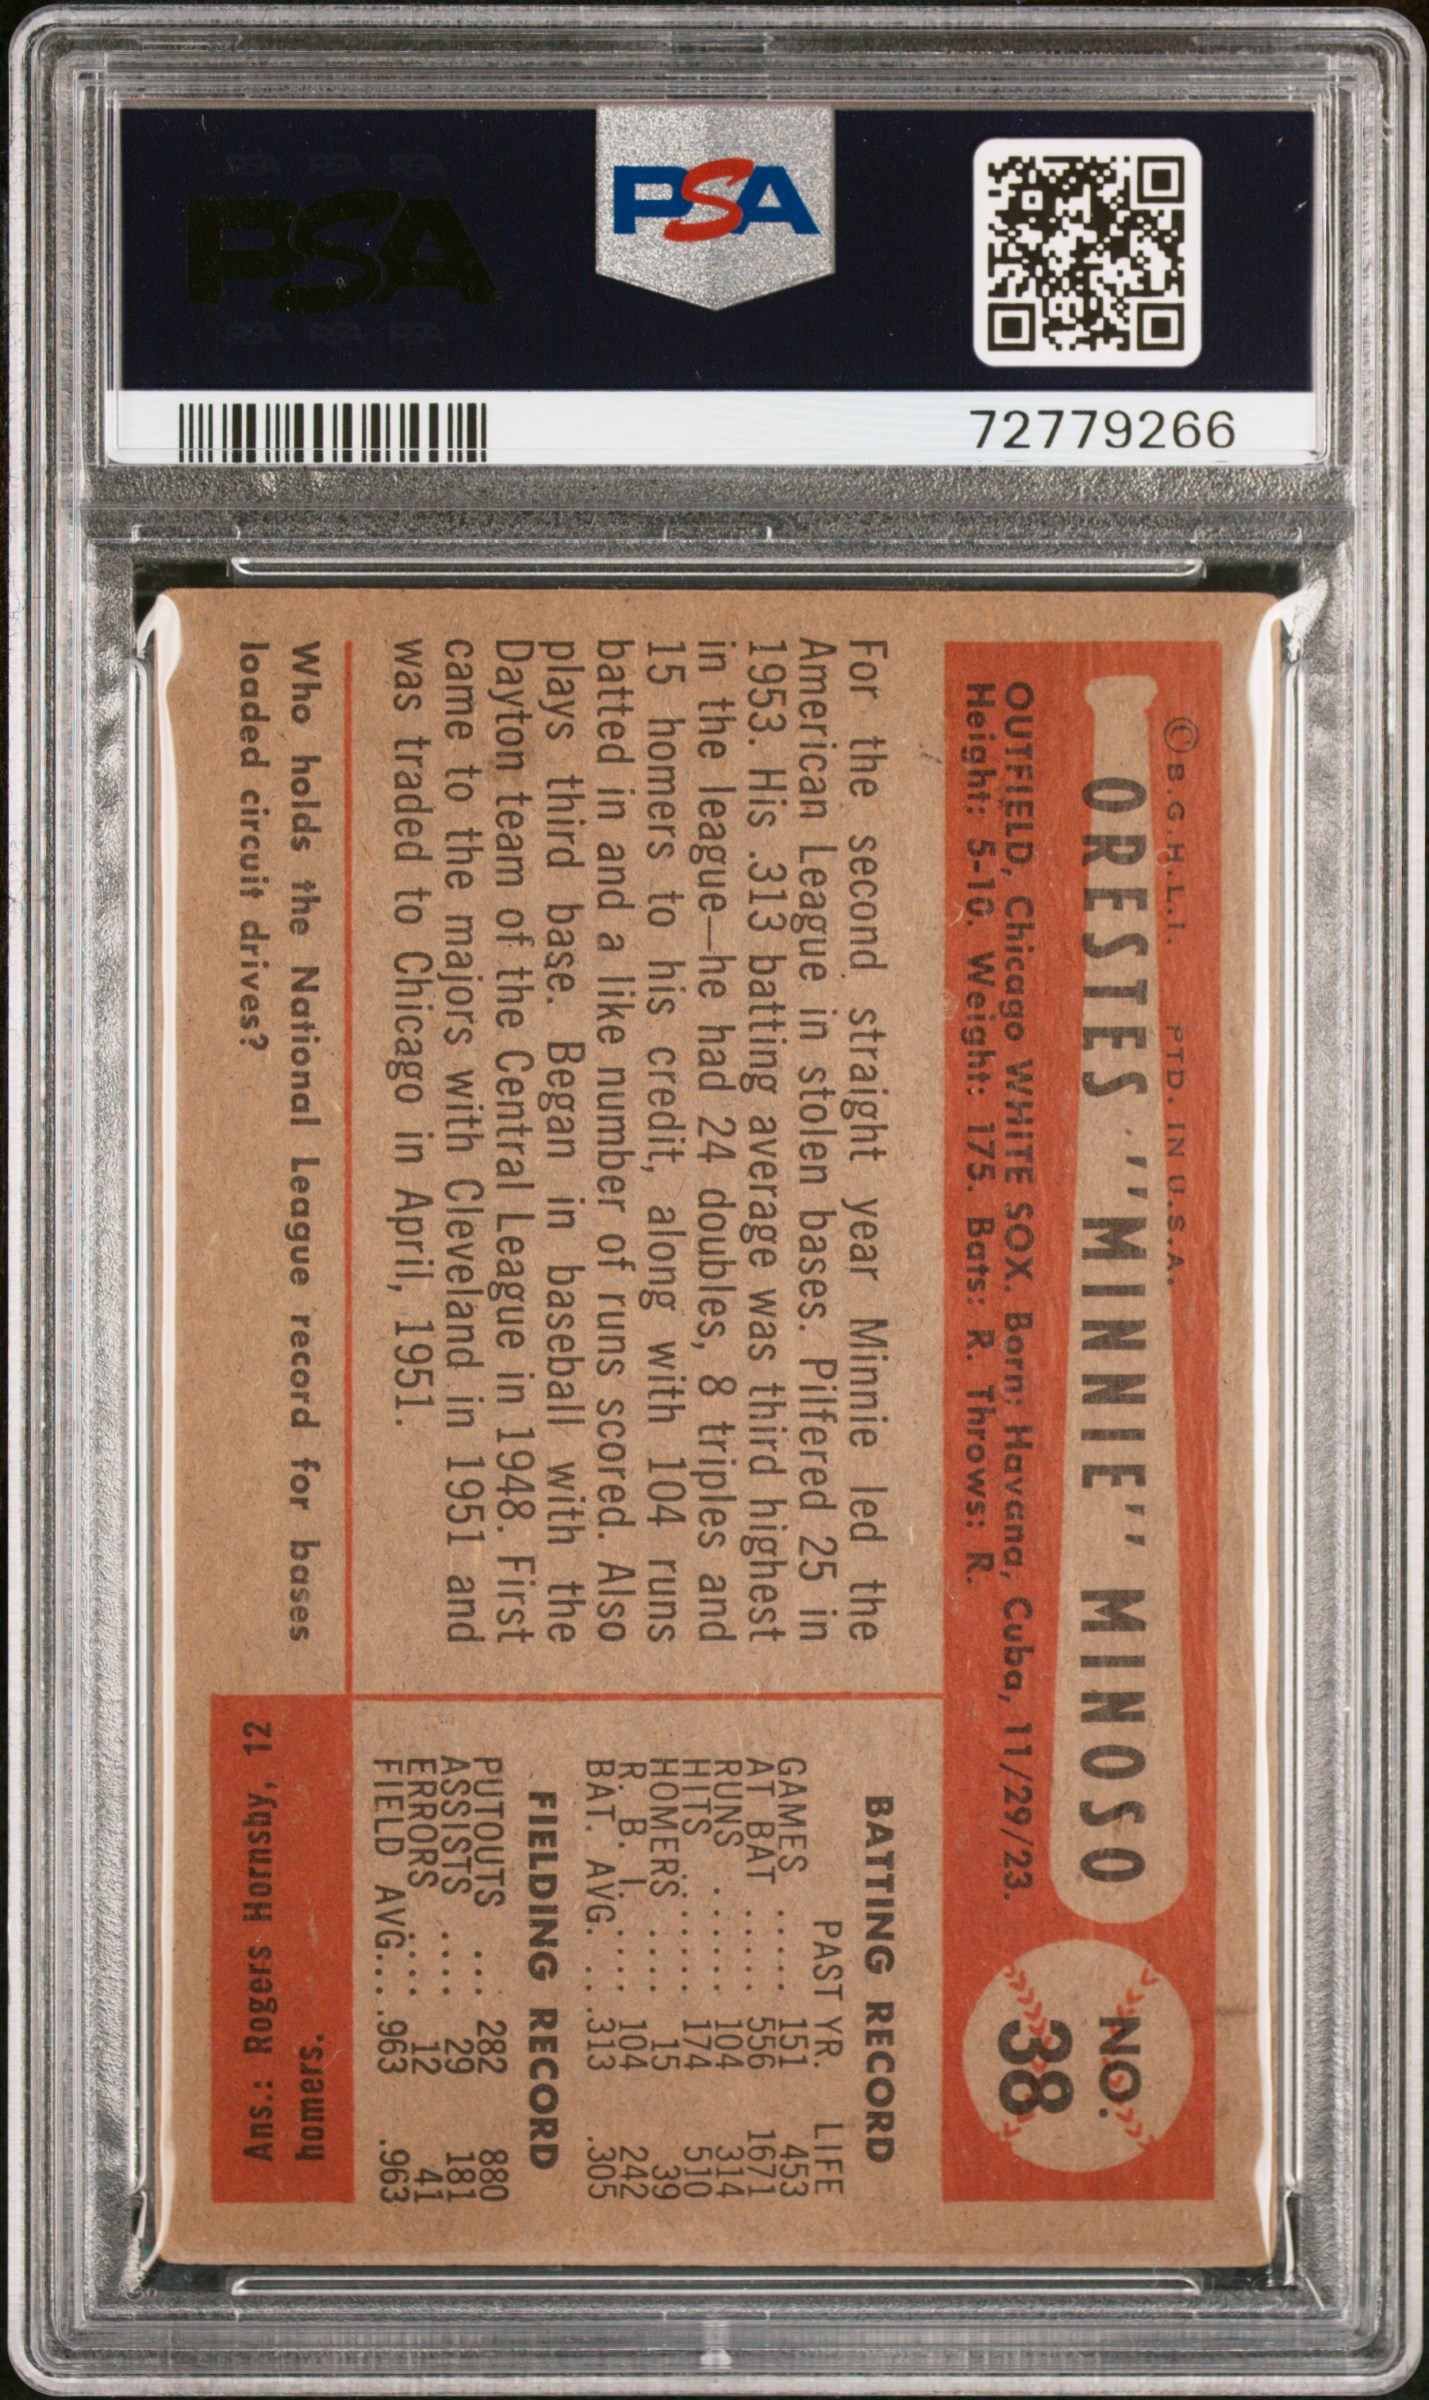 PSA PSA PSA
PSA
PSA PSA PSA
PSA
72779266
© B.G.H.L.I. PTD. IN U.S.A.
ORESTES "MINNIE" MINOSO
NO.
38
OUTFIELD, Chicago WHITE SOX. Born: Havana, Cuba, 11/29/23.
Height: 5-10. Weight: 175. Bats: R. Throws: R.
For the second straight year Minnie led the
American League in stolen bases. Pilfered 25 in
1953. His .313 batting average was third highest
in the league—he had 24 doubles, 8 triples and
15 homers to his credit, along with 104 runs
batted in and a like number of runs scored. Also
plays third base. Began in baseball with the
Dayton team of the Central League in 1948. First
came to the majors with Cleveland in 1951 and
was traded to Chicago in April, 1951.
BATTING RECORD
PAST YR. LIFE
GAMES ..... 151 453
AT BAT ..... 556 1671
RUNS ....... 104 314
HITS ....... 174 510
HOMERS .... 15 39
R. B. I. .... 104 242
BAT. AVG. ... .313 .305
FIELDING RECORD
PUTOUTS ... 282 880
ASSISTS .... 29 181
ERRORS .... 12 41
FIELD AVG.... .963 .963
Who holds the National League record for bases
loaded circuit drives?
Ans.: Rogers Hornsby, 12
homers.